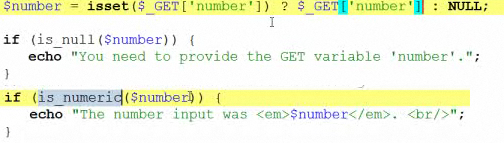 $number = isset($_GET['number']) ? $_GET['number'] : NULL;
if (is_null($number)) {
echo "You need to provide the GET variable 'number'.";
}
if (is_numeric($number)) {
echo "The number input was <em>$number</em>. <br/>";
}